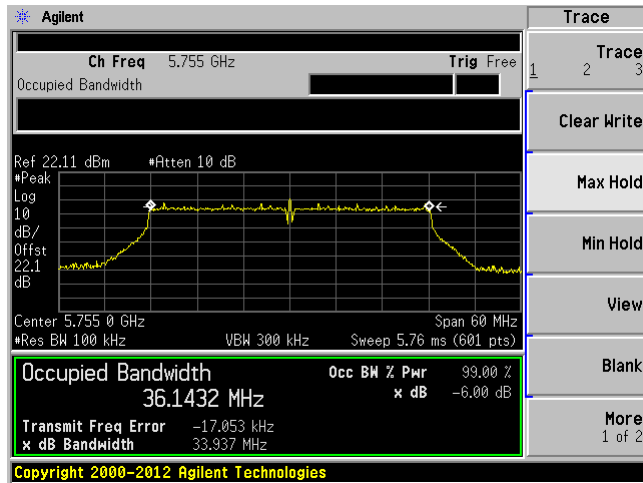 Agilent
Trace
Ch Freq 5.755 GHz Trig Free
Occupied Bandwidth
Trace
1 2 3
Clear Write
Max Hold
Min Hold
View
Blank
More
1 of 2
Ref 22.11 dBm #Atten 10 dB
#Peak
Log
10
dB/
Offst
22.1
dB
Center 5.755 0 GHz Span 60 MHz
#Res BW 100 kHz VBW 300 kHz Sweep 5.76 ms (601 pts)
Occupied Bandwidth Occ BW % Pwr 99.00 %
36.1432 MHz x dB -6.00 dB
Transmit Freq Error -17.053 kHz
x dB Bandwidth 33.937 MHz
Copyright 2000-2012 Agilent Technologies